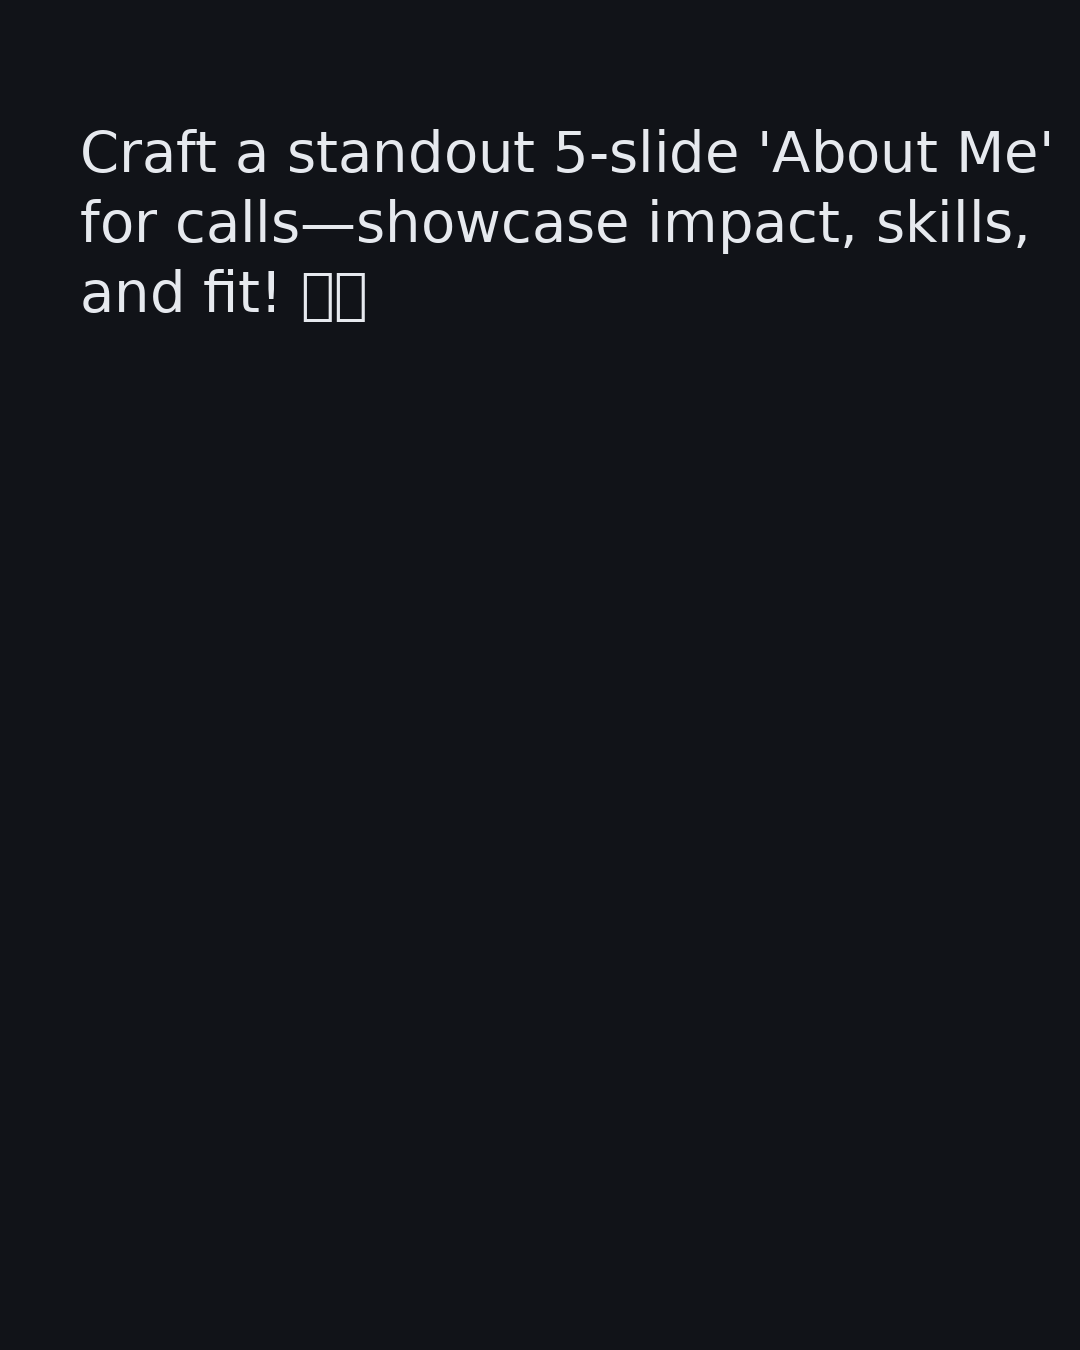 Craft a standout 5-slide 'About Me'
for calls—showcase impact, skills,
and fit!